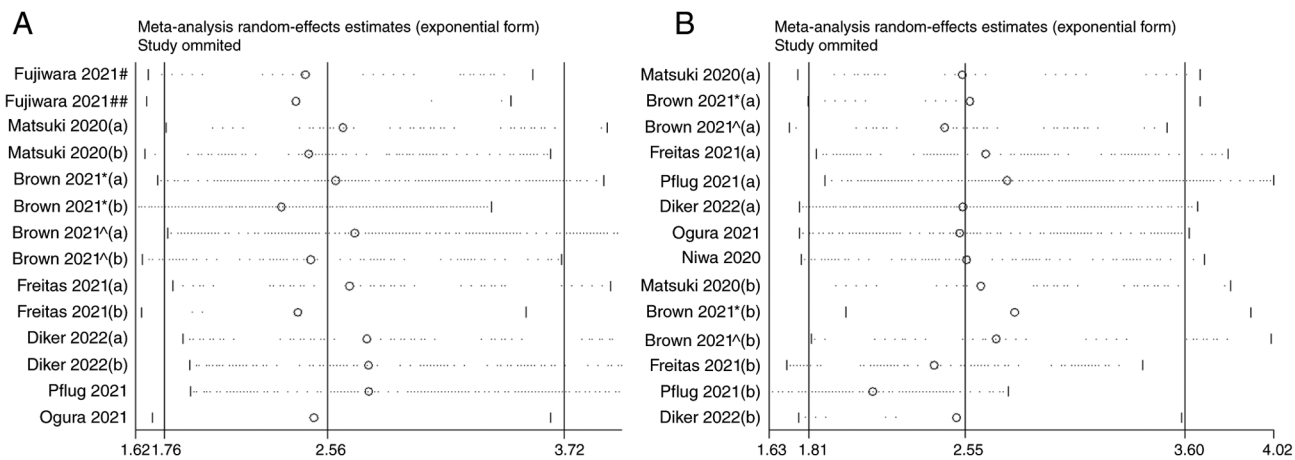 A
Meta-analysis random-effects estimates (exponential form)
Study ommited
Fujiwara 2021#
Fujiwara 2021##
Matsuki 2020(a)
Matsuki 2020(b)
Brown 2021*(a)
Brown 2021*(b)
Brown 2021^(a)
Brown 2021^(b)
Freitas 2021(a)
Freitas 2021(b)
Diker 2022(a)
Diker 2022(b)
Pflug 2021
Ogura 2021
1.62 1.76 2.56 3.72
B
Meta-analysis random-effects estimates (exponential form)
Study ommited
Matsuki 2020(a)
Brown 2021*(a)
Brown 2021^(a)
Freitas 2021(a)
Pflug 2021(a)
Diker 2022(a)
Ogura 2021
Niwa 2020
Matsuki 2020(b)
Brown 2021*(b)
Brown 2021^(b)
Freitas 2021(b)
Pflug 2021(b)
Diker 2022(b)
1.63 1.81 2.55 3.60 4.02